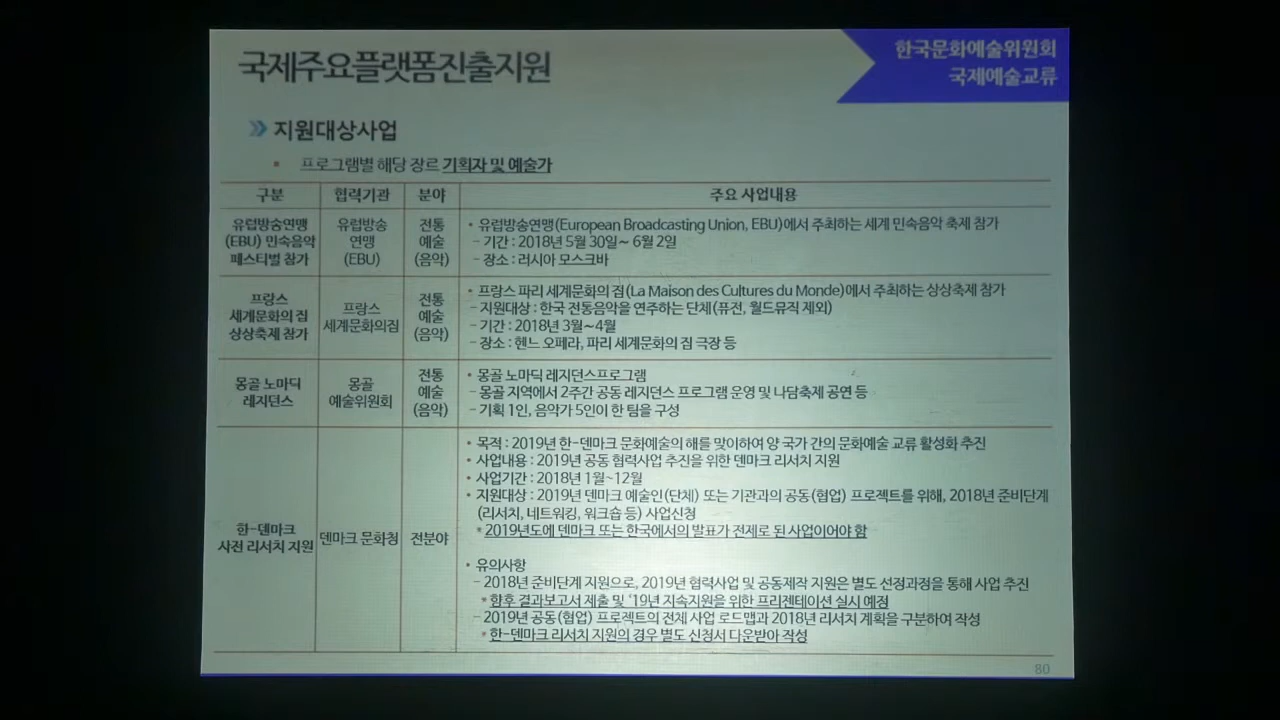 국제주요플랫폼진출지원
한국문화예술위원회
국제예술교류
지원대상사업
• 프로그램별 해당 장르 기획자 및 예술가
구분 협력기관 분야 주요 사업내용
유럽방송연맹
(EBU) 민속음악
페스티벌 참가
유럽방송
연맹
(EBU)
전통
예술
(음악)
• 유럽방송연맹(European Broadcasting Union, EBU)에서 주최하는 세계 민속음악 축제 참가
- 기간 : 2018년 5월 30일~ 6월 2일
- 장소 : 러시아 모스크바
프랑스
세계문화의 집
상상축제 참가
프랑스
세계문화의집
전통
예술
(음악)
• 프랑스 파리 세계문화의 집(La Maison des Cultures du Monde)에서 주최하는 상상축제 참가
- 지원대상 : 한국 전통음악을 연주하는 단체(퓨전, 월드뮤직 제외)
- 기간 : 2018년 3월~4월
- 장소 : 헨느 오페라, 파리 세계문화의 집 극장 등
몽골 노마딕
레지던스
몽골
예술위원회
전통
예술
(음악)
• 몽골 노마딕 레지던스프로그램
- 몽골 지역에서 2주간 공동 레지던스 프로그램 운영 및 나담축제 공연 등
- 기획 1인, 음악가 5인이 한 팀을 구성
한-덴마크
사전 리서치 지원
덴마크 문화청
전분야
• 목적 : 2019년 한-덴마크 문화예술의 해를 맞이하여 양 국가 간의 문화예술 교류 활성화 추진
• 사업내용 : 2019년 공동 협력사업 추진을 위한 덴마크 리서치 지원
• 사업기간 : 2018년 1월~12월
• 지원대상 : 2019년 덴마크 예술인(단체) 또는 기관과의 공동(협업) 프로젝트를 위해, 2018년 준비단계
(리서치, 네트워킹, 워크숍 등) 사업신청
* 2019년도에 덴마크 또는 한국에서의 발표가 전제로 된 사업이어야 함
• 유의사항
- 2018년 준비단계 지원으로, 2019년 협력사업 및 공동제작 지원은 별도 선정과정을 통해 사업 추진
* 향후 결과보고서 제출 및 '19년 지속지원을 위한 프리젠테이션 실시 예정
- 2019년 공동(협업) 프로젝트의 전체 사업 로드맵과 2018년 리서치 계획을 구분하여 작성
* 한-덴마크 리서치 지원의 경우 별도 신청서 다운받아 작성
80